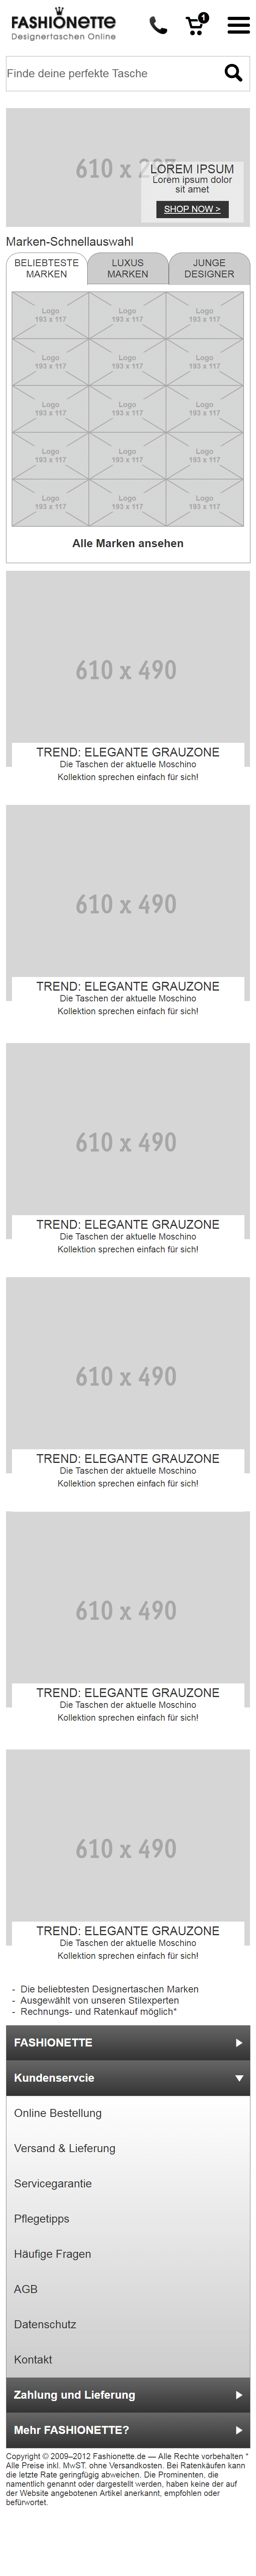 FASHIONETTE
Designertaschen Online
1
Finde deine perfekte Tasche
610 x
LOREM IPSUM
Lorem ipsum dolor
sit amet
SHOP NOW >
Marken-Schnellauswahl
BELIEBTESTE
MARKEN
LUXUS
MARKEN
JUNGE
DESIGNER
Logo Logo Logo
193 x 117 193 x 117 193 x 117
Logo Logo Logo
193 x 117 193 x 117 193 x 117
Logo Logo Logo
193 x 117 193 x 117 193 x 117
Logo Logo Logo
193 x 117 193 x 117 193 x 117
Logo Logo Logo
193 x 117 193 x 117 193 x 117
Alle Marken ansehen
610 x 490
TREND: ELEGANTE GRAUZONE
Die Taschen der aktuelle Moschino
Kollektion sprechen einfach für sich!
610 x 490
TREND: ELEGANTE GRAUZONE
Die Taschen der aktuelle Moschino
Kollektion sprechen einfach für sich!
610 x 490
TREND: ELEGANTE GRAUZONE
Die Taschen der aktuelle Moschino
Kollektion sprechen einfach für sich!
610 x 490
TREND: ELEGANTE GRAUZONE
Die Taschen der aktuelle Moschino
Kollektion sprechen einfach für sich!
610 x 490
TREND: ELEGANTE GRAUZONE
Die Taschen der aktuelle Moschino
Kollektion sprechen einfach für sich!
610 x 490
TREND: ELEGANTE GRAUZONE
Die Taschen der aktuelle Moschino
Kollektion sprechen einfach für sich!
- Die beliebtesten Designertaschen Marken
- Ausgewählt von unseren Stilexperten
- Rechnungs- und Ratenkauf möglich*
FASHIONETTE
Kundenservcie
Online Bestellung
Versand & Lieferung
Servicegarantie
Pflegetipps
Häufige Fragen
AGB
Datenschutz
Kontakt
Zahlung und Lieferung
Mehr FASHIONETTE?
Copyright © 2009–2012 Fashionette.de — Alle Rechte vorbehalten *
Alle Preise inkl. MwST. ohne Versandkosten. Bei Ratenkäufen kann
die letzte Rate geringfügig abweichen. Die Prominenten, die
namentlich genannt oder dargestellt werden, haben keine der auf
der Website angebotenen Artikel anerkannt, empfohlen oder
befürwortet.